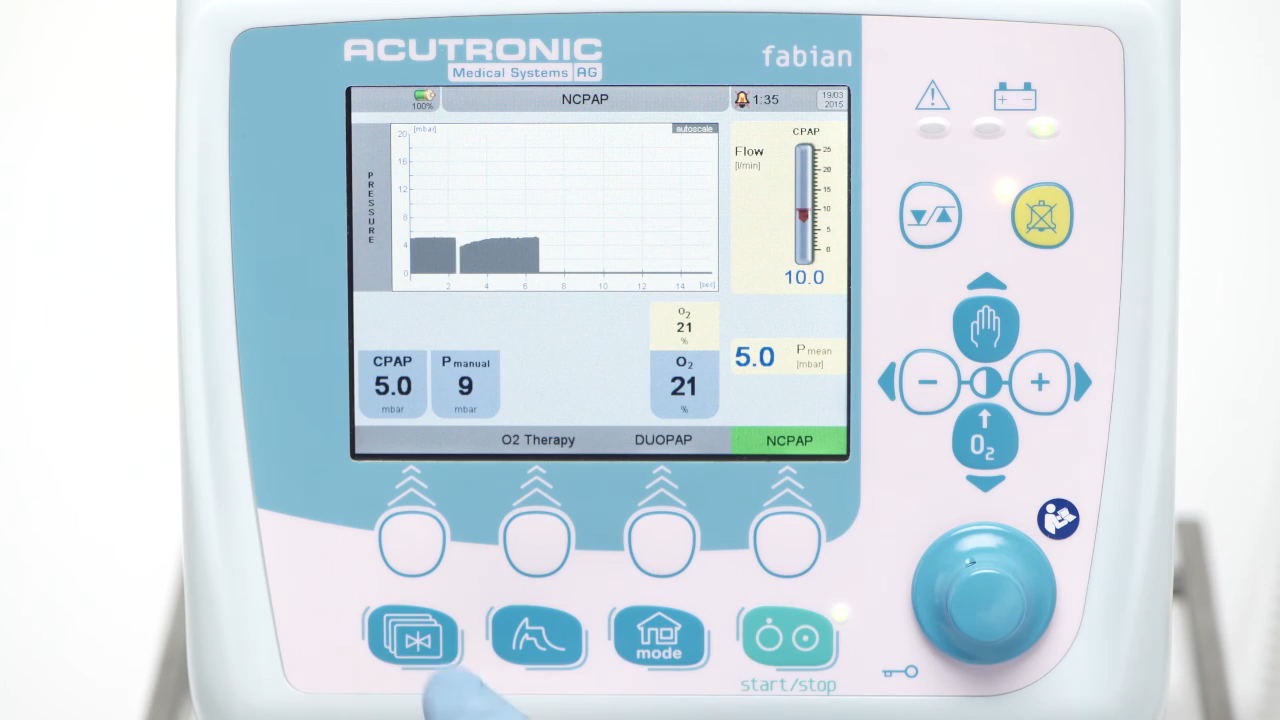 ACUTRONIC
Medical Systems AG
fabian
100%
NCPAP
1:35
19/03
2015
PRESSURE
[mbar]
autoscale
20
16
12
8
4
0
2 4 6 8 10 12 14 [sec]
CPAP
Flow
[l/min]
25
20
15
10
5
0
10.0
O2
21
%
CPAP
5.0
mbar
P manual
9
mbar
O2
21
%
5.0 P mean
[mbar]
O2 Therapy DUOPAP NCPAP
+ -
- +
O2
mode
start/stop